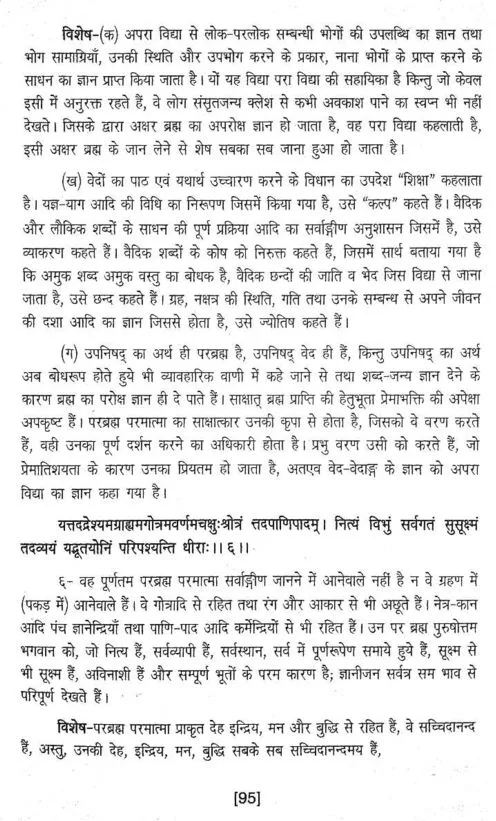 विशेष-(क) अपरा विद्या से लोक-परलोक सम्बन्धी भोगों की उपलब्धि का ज्ञान तथा
भोग सामाग्रियाँ, उनकी स्थिति और उपभोग करने के प्रकार, नाना भोगों के प्राप्त करने के
साधन का ज्ञान प्राप्त किया जाता है। यों यह विद्या परा विद्या की सहायिका है किन्तु जो केवल
इसी में अनुरक्त रहते हैं, वे लोग संसृतजन्य क्लेश से कभी अवकाश पाने का स्वप्न भी नहीं
देखते। जिसके द्वारा अक्षर ब्रह्म का अपरोक्ष ज्ञान हो जाता है, वह परा विद्या कहलाती है,
इसी अक्षर ब्रह्म के जान लेने से शेष सबका सब जाना हुआ हो जाता है।
(ख) वेदों का पाठ एवं यथार्थ उच्चारण करने के विधान का उपदेश “शिक्षा” कहलाता
है। यज्ञ-याग आदि की विधि का निरूपण जिसमें किया गया है, उसे “कल्प” कहते हैं। वैदिक
और लौकिक शब्दों के साधन की पूर्ण प्रक्रिया आदि का सर्वाङ्गीण अनुशासन जिसमें है, उसे
व्याकरण कहते हैं। वैदिक शब्दों के कोष को निरुक्त कहते हैं, जिसमें सार्थ बताया गया है
कि अमुक शब्द अमुक वस्तु का बोधक है, वैदिक छन्दों की जाति व भेद जिस विद्या से जाना
जाता है, उसे छन्द कहते हैं। ग्रह, नक्षत्र की स्थिति, गति तथा उनके सम्बन्ध से अपने जीवन
की दशा आदि का ज्ञान जिससे होता है, उसे ज्योतिष कहते हैं।
(ग) उपनिषद् का अर्थ ही परब्रह्म है, उपनिषद् वेद ही हैं, किन्तु उपनिषद् का अर्थ
अब बोधरूप होते हुये भी व्यावहारिक वाणी में कहे जाने से तथा शब्द-जन्य ज्ञान देने के
कारण ब्रह्म का परोक्ष ज्ञान ही दे पाते हैं। साक्षात् ब्रह्म प्राप्ति की हेतुभूता प्रेमाभक्ति की अपेक्षा
अपकृष्ट हैं। परब्रह्म परमात्मा का साक्षात्कार उनकी कृपा से होता है, जिसको वे वरण करते
हैं, वही उनका पूर्ण दर्शन करने का अधिकारी होता है। प्रभु वरण उसी को करते हैं, जो
प्रेमातिशयता के कारण उनका प्रियतम हो जाता है, अतएव वेद-वेदाङ्ग के ज्ञान को अपरा
विद्या का ज्ञान कहा गया है।
यत्तदद्रेश्यमग्राह्यमगोत्रमवर्णमचक्षुःश्रोत्रं तदपाणिपादम्। नित्यं विभुं सर्वगतं सुसूक्ष्मं
तदव्ययं यद्भूतयोनिं परिपश्यन्ति धीराः।। ६।।
६- वह पूर्णतम परब्रह्म परमात्मा सर्वाङ्गीण जानने में आनेवाले नहीं है न वे ग्रहण में
(पकड़ में) आनेवाले हैं। वे गोत्रादि से रहित तथा रंग और आकार से भी अछूते हैं। नेत्र-कान
आदि पंच ज्ञानेन्द्रियाँ तथा पाणि-पाद आदि कर्मेन्द्रियों से भी रहित हैं। उन पर ब्रह्म पुरुषोत्तम
भगवान को, जो नित्य हैं, सर्वव्यापी हैं, सर्वस्थान, सर्व में पूर्णरूपेण समाये हुये हैं, सूक्ष्म से
भी सूक्ष्म हैं, अविनाशी हैं और सम्पूर्ण भूतों के परम कारण है; ज्ञानीजन सर्वत्र सम भाव से
परिपूर्ण देखते हैं।
विशेष-परब्रह्म परमात्मा प्राकृत देह इन्द्रिय, मन और बुद्धि से रहित हैं, वे सच्चिदानन्द
हैं, अस्तु, उनकी देह, इन्द्रिय, मन, बुद्धि सबके सब सच्चिदानन्दमय हैं,
[95]